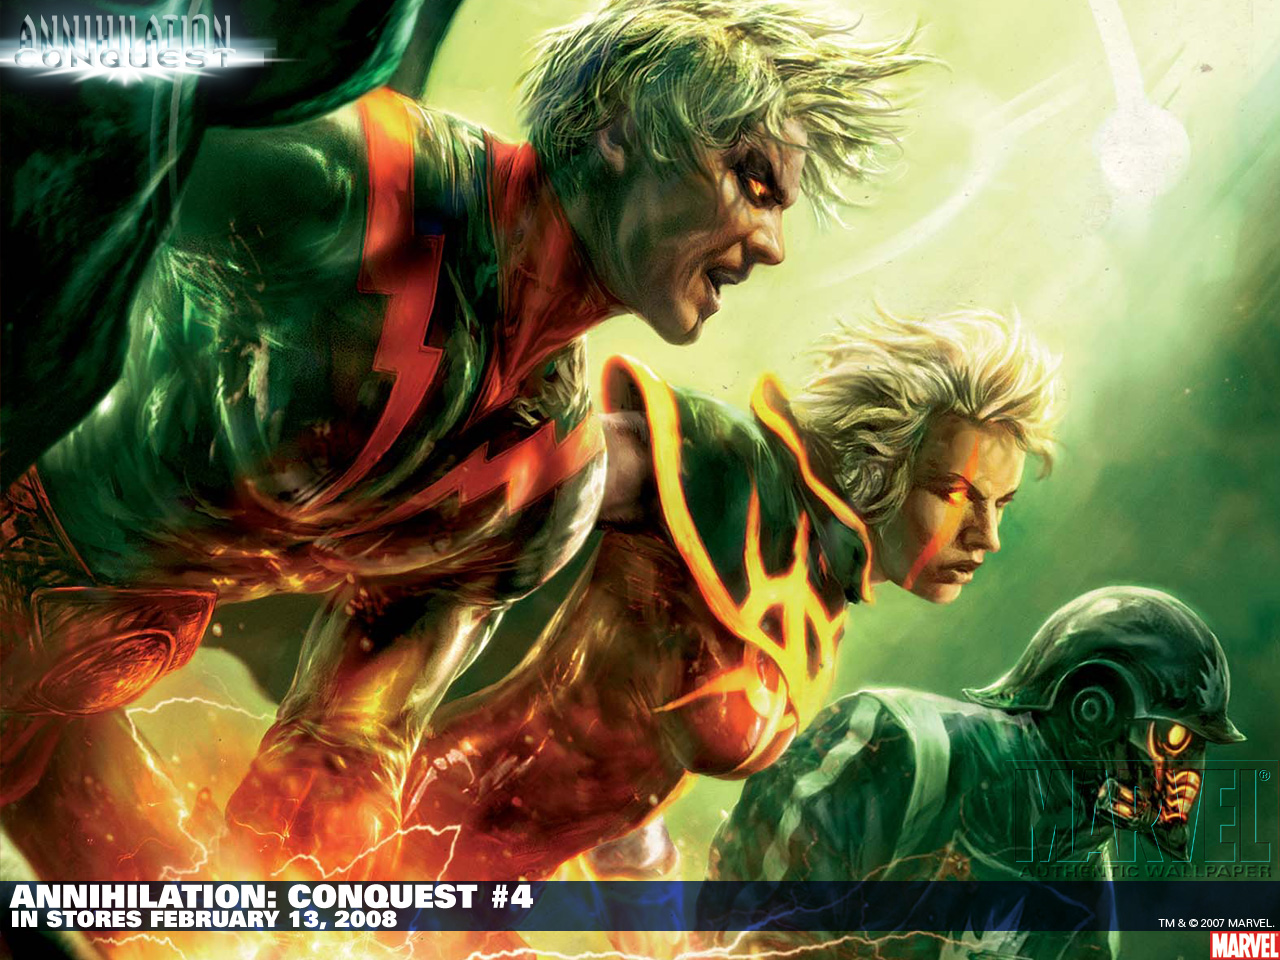 ANNIHILATION
CONQUEST
MARVEL®
AUTHENTIC WALLPAPER
ANNIHILATION: CONQUEST #4
IN STORES FEBRUARY 13, 2008
TM & © 2007 MARVEL.
MARVEL